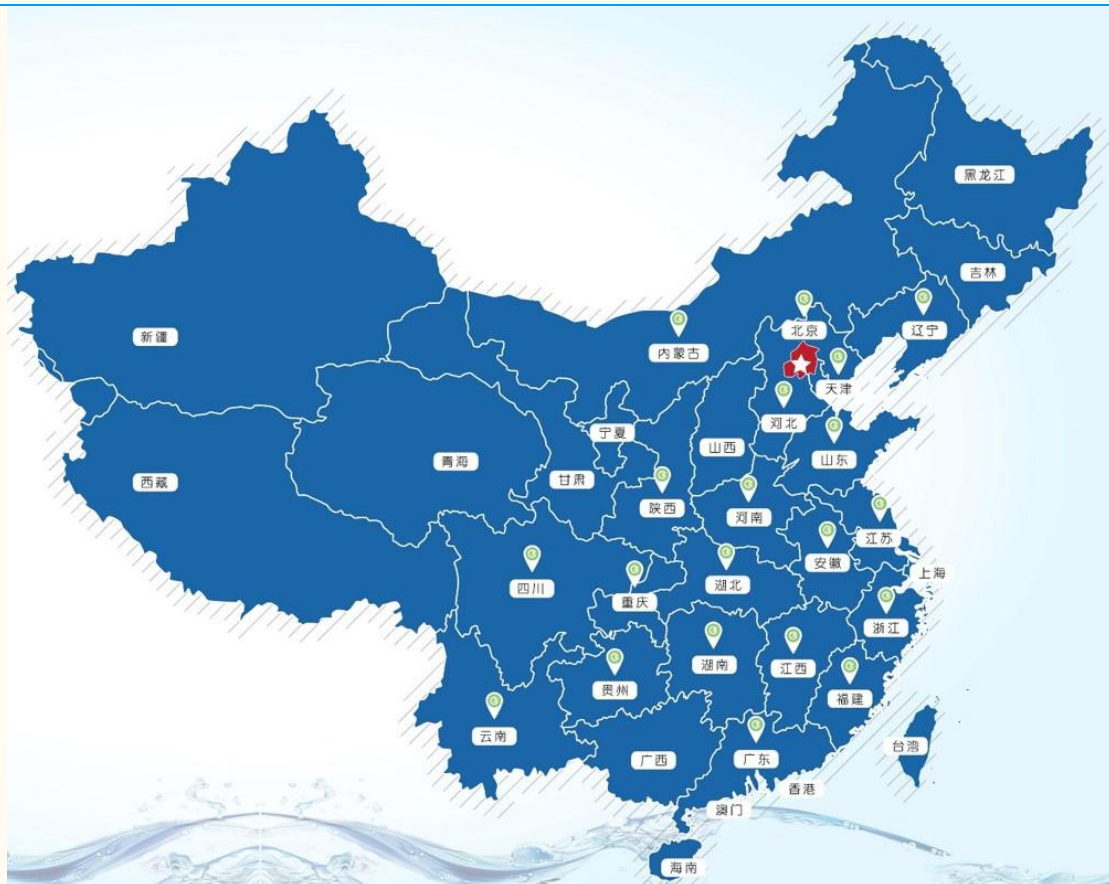 黑龙江
吉林
辽宁
北京
新疆
内蒙古
天津
河北
宁夏
山西
山东
青海
甘肃
西藏
陕西
河南
江苏
安徽
上海
四川
湖北
重庆
浙江
湖南
江西
贵州
福建
云南
台湾
广西
广东
香港
澳门
海南